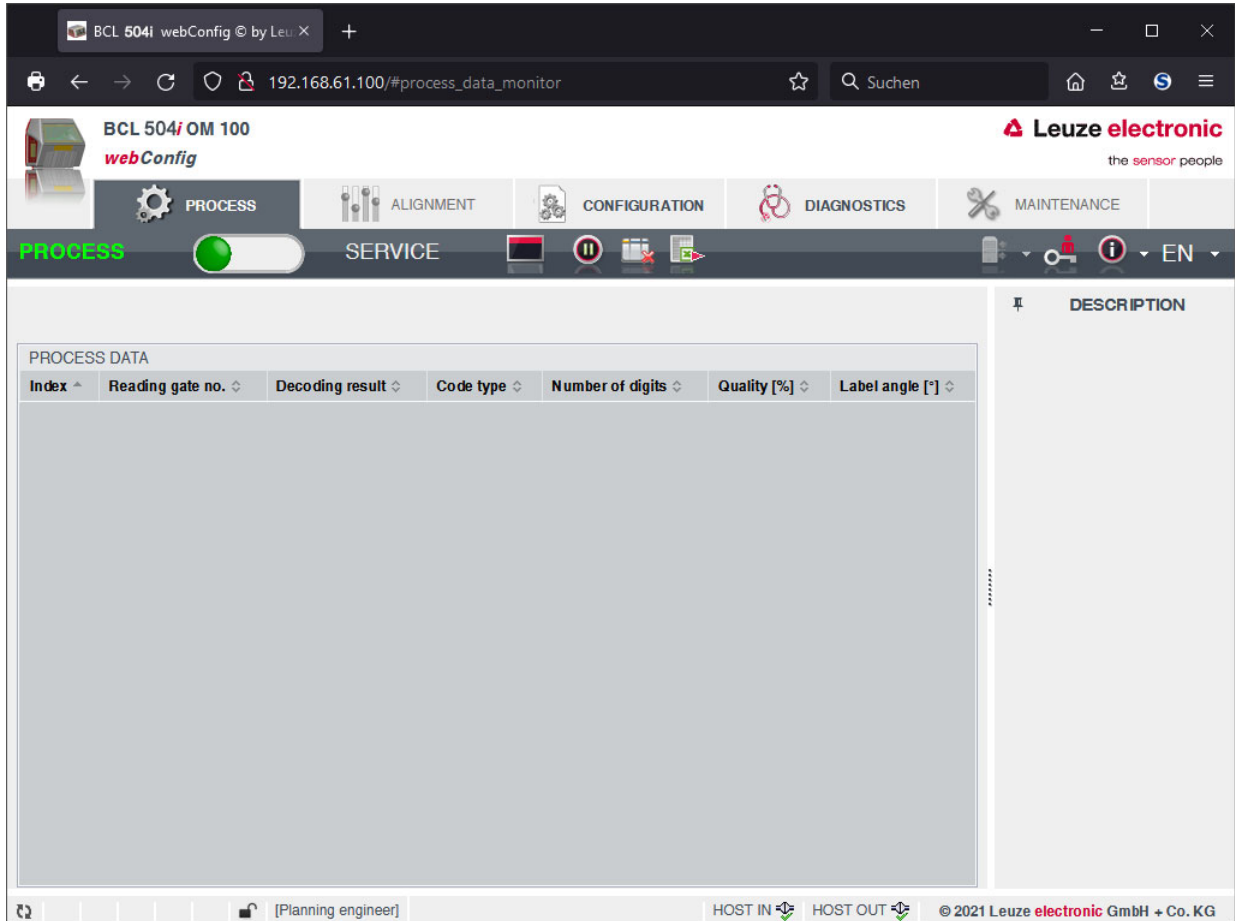 BCL 504i webConfig © by Leu
192.168.61.100/#process_data_monitor
Suchen
BCL 504i OM 100
webConfig
Leuze electronic
the sensor people
PROCESS
ALIGNMENT
CONFIGURATION
DIAGNOSTICS
MAINTENANCE
PROCESS
SERVICE
EN
DESCRIPTION
PROCESS DATA
Index Reading gate no. Decoding result Code type Number of digits Quality [%] Label angle [°]
[Planning engineer]
HOST IN
HOST OUT
© 2021 Leuze electronic GmbH + Co. KG